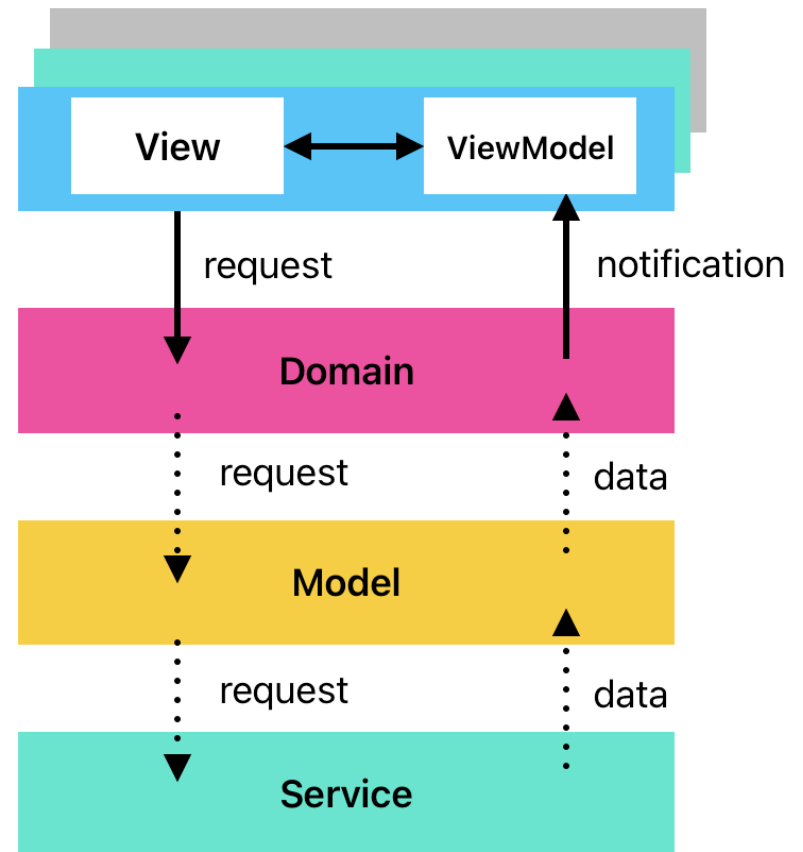 View
ViewModel
request
notification
Domain
request
data
Model
request
data
Service